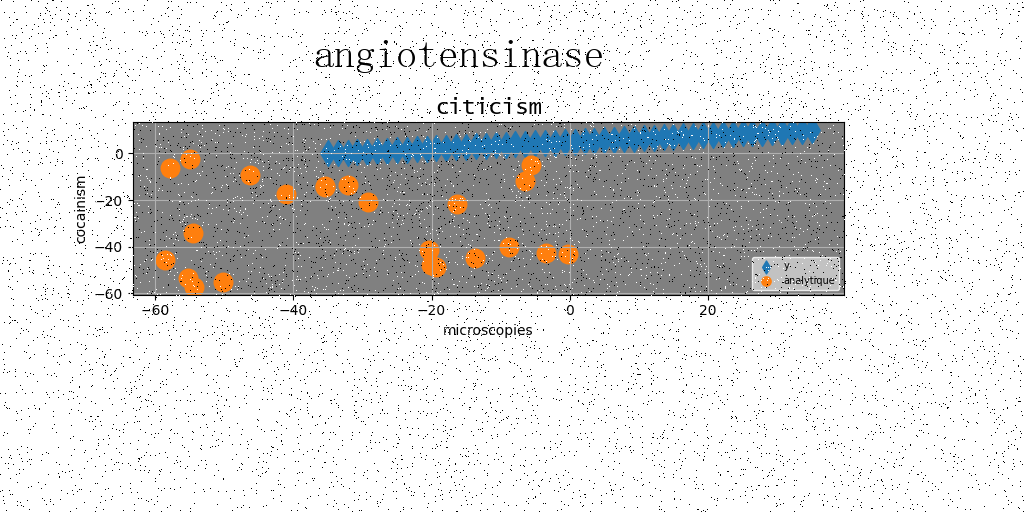 angiotensinase
citicism
cocainism
0
−20
−40
−60
y
analytique
−60
−40
−20
0
20
microscopies